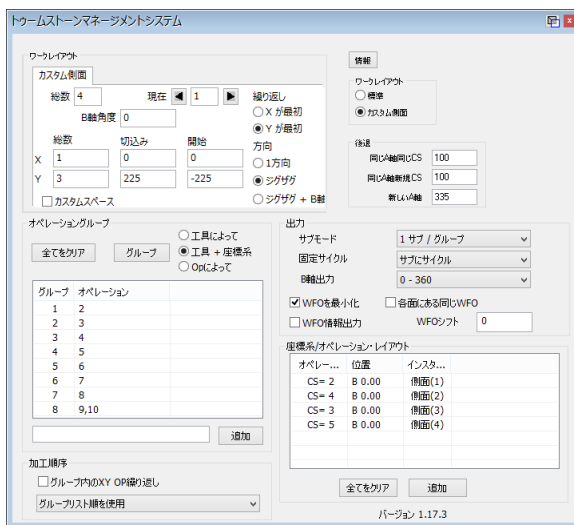 トゥームストーンマネージメントシステム
ワークレイアウト
カスタム側面
総数 4 現在 1 繰り返し
B軸角度 0
X が最初
Y が最初
総数 切込み 開始
方向
X 1 0 0
1方向
Y 3 225 -225
ジグザグ
カスタムスペース
ジグザグ + B軸
情報
ワークレイアウト
標準
カスタム側面
後退
同じA軸同じCS 100
同じA軸新規CS 100
新しいA軸 335
オペレーショングループ
全てをクリア グループ
工具によって
工具 + 座標系
Opによって
グループ オペレーション
1 2
2 3
3 4
4 5
5 6
6 7
7 8
8 9,10
追加
加工順序
グループ内のXY OP繰り返し
グループリスト順を使用
出力
サブモード 1 サブ / グループ
固定サイクル サブにサイクル
B軸出力 0 - 360
WFOを最小化 各面にある同じWFO
WFO情報出力 WFOシフト 0
座標系/オペレーション・レイアウト
オペレー... 位置 インスタ...
CS= 2 B 0.00 側面(1)
CS= 4 B 0.00 側面(2)
CS= 3 B 0.00 側面(3)
CS= 5 B 0.00 側面(4)
全てをクリア 追加
バージョン 1.17.3